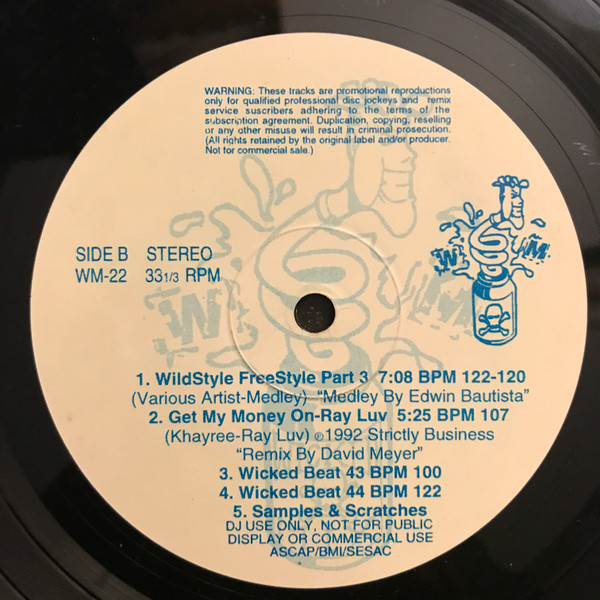 WARNING: These tracks are promotional reproductions
only for qualified professional disc jockeys and remix
service suscribers adhering to the terms of the
subscription agreement. Duplication, copying, reselling
or any other misuse will result in criminal prosecution.
(All rights retained by the original label and/or producer.
Not for commercial sale.)
W M
SIDE B STEREO
WM-22 33 1/3 RPM
1. WildStyle FreeStyle Part 3 7:08 BPM 122-120
(Various Artist-Medley) "Medley By Edwin Bautista"
2. Get My Money On-Ray Luv 5:25 BPM 107
(Khayree-Ray Luv) ℗1992 Strictly Business
"Remix By David Meyer"
3. Wicked Beat 43 BPM 100
4. Wicked Beat 44 BPM 122
5. Samples & Scratches
DJ USE ONLY, NOT FOR PUBLIC
DISPLAY OR COMMERCIAL USE
ASCAP/BMI/SESAC